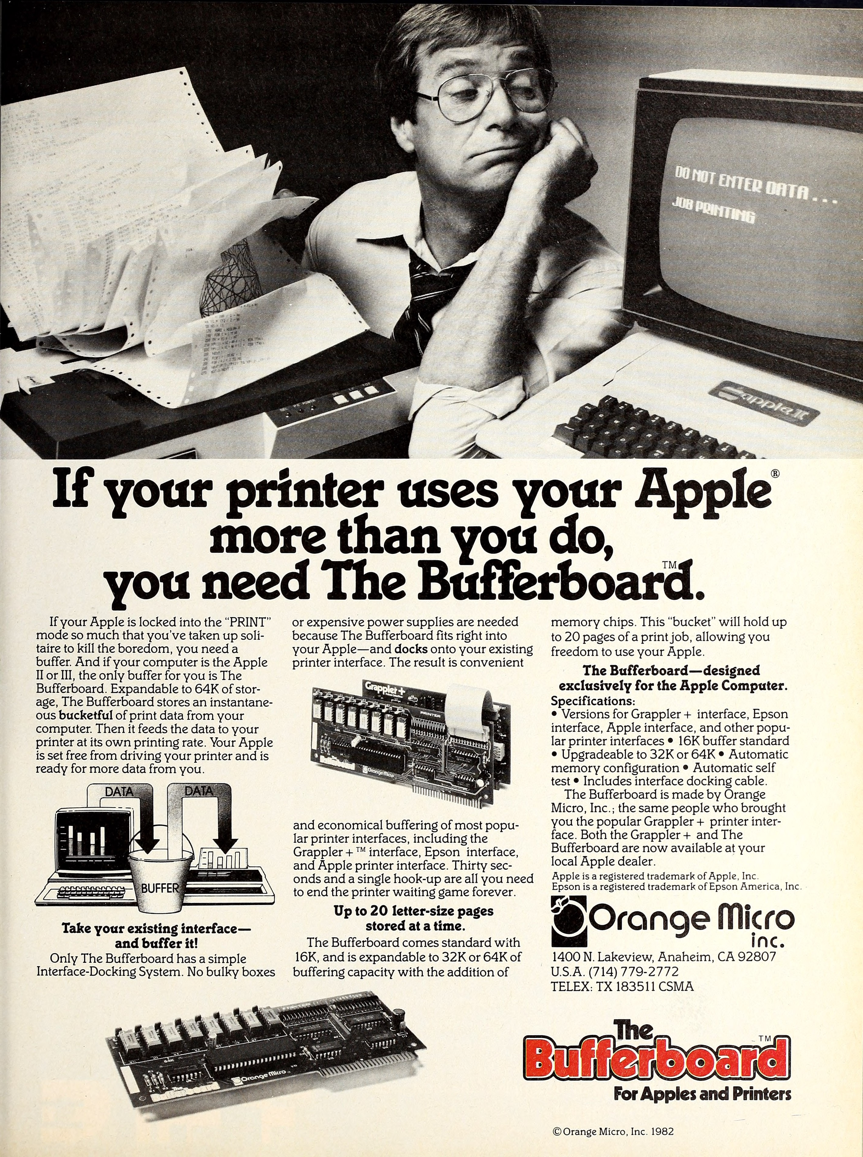 DO NOT ENTER DATA...
JOB PRINTING
apple II
If your printer uses your Apple®
more than you do,
you need The Bufferboard.™
If your Apple is locked into the “PRINT”
mode so much that you’ve taken up soli-
taire to kill the boredom, you need a
buffer. And if your computer is the Apple
II or III, the only buffer for you is The
Bufferboard. Expandable to 64K of stor-
age, The Bufferboard stores an instantane-
ous bucketful of print data from your
computer. Then it feeds the data to your
printer at its own printing rate. Your Apple
is set free from driving your printer and is
ready for more data from you.
DATA DATA
BUFFER
Take your existing interface—
and buffer it!
Only The Bufferboard has a simple
Interface-Docking System. No bulky boxes
or expensive power supplies are needed
because The Bufferboard fits right into
your Apple—and docks onto your existing
printer interface. The result is convenient
Grappler +
Orange Micro
and economical buffering of most popu-
lar printer interfaces, including the
Grappler + ™ interface, Epson interface,
and Apple printer interface. Thirty sec-
onds and a single hook-up are all you need
to end the printer waiting game forever.
Up to 20 letter-size pages
stored at a time.
The Bufferboard comes standard with
16K, and is expandable to 32K or 64K of
buffering capacity with the addition of
memory chips. This “bucket” will hold up
to 20 pages of a print job, allowing you
freedom to use your Apple.
The Bufferboard—designed
exclusively for the Apple Computer.
Specifications:
• Versions for Grappler + interface, Epson
interface, Apple interface, and other popu-
lar printer interfaces • 16K buffer standard
• Upgradeable to 32K or 64K • Automatic
memory configuration • Automatic self
test • Includes interface docking cable.
The Bufferboard is made by Orange
Micro, Inc.; the same people who brought
you the popular Grappler + printer inter-
face. Both the Grappler + and The
Bufferboard are now available at your
local Apple dealer.
Apple is a registered trademark of Apple, Inc.
Epson is a registered trademark of Epson America, Inc.
Orange Micro
inc.
1400 N. Lakeview, Anaheim, CA 92807
U.S.A. (714) 779-2772
TELEX: TX 183511 CSMA
Orange Micro
The
Bufferboard™
For Apples and Printers
© Orange Micro, Inc. 1982